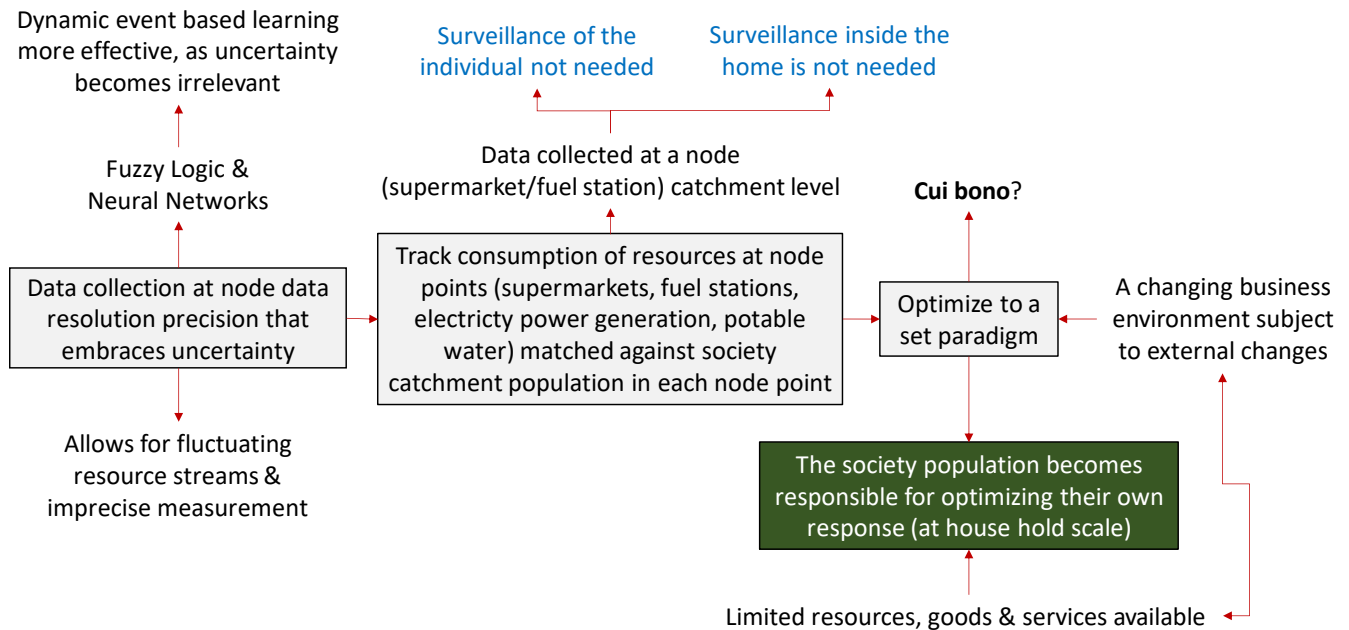 Dynamic event based learning
more effective, as uncertainty
becomes irrelevant
Surveillance of the
individual not needed
Surveillance inside the
home is not needed
Fuzzy Logic &
Neural Networks
Data collected at a node
(supermarket/fuel station) catchment level
Cui bono?
Data collection at node data
resolution precision that
embraces uncertainty
Track consumption of resources at node
points (supermarkets, fuel stations,
electricty power generation, potable
water) matched against society
catchment population in each node point
Optimize to a
set paradigm
A changing business
environment subject
to external changes
Allows for fluctuating
resource streams &
imprecise measurement
The society population becomes
responsible for optimizing their own
response (at house hold scale)
Limited resources, goods & services available